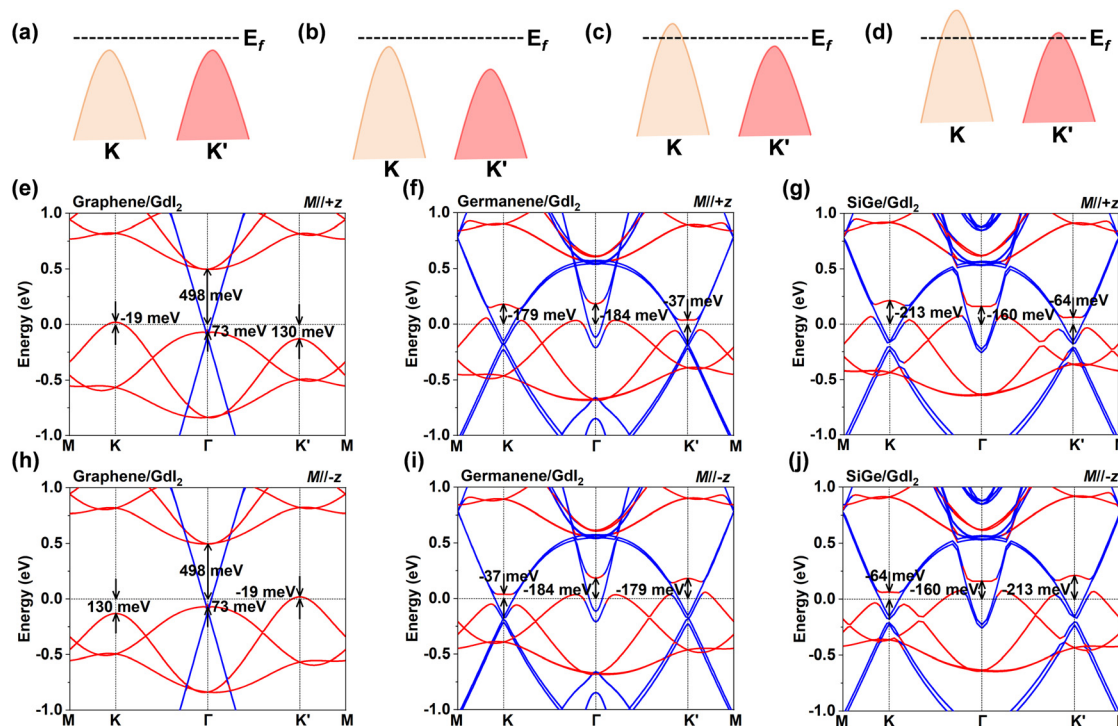 (a) E_f (b) E_f (c) E_f (d) E_f
K K' K K' K K' K K'
(e) Graphene/GdI₂ M//+z
Energy (eV)
1.0
0.5
0.0
-0.5
-1.0
498 meV
-19 meV
73 meV
130 meV
M K Γ K' M
(f) Germanene/GdI₂ M//+z
Energy (eV)
1.0
0.5
0.0
-0.5
-1.0
-37 meV
-179 meV
-184 meV
M K Γ K' M
(g) SiGe/GdI₂ M//+z
Energy (eV)
1.0
0.5
0.0
-0.5
-1.0
-64 meV
-213 meV
-160 meV
M K Γ K' M
(h) Graphene/GdI₂ M//-z
Energy (eV)
1.0
0.5
0.0
-0.5
-1.0
498 meV
-19 meV
130 meV
73 meV
M K Γ K' M
(i) Germanene/GdI₂ M//-z
Energy (eV)
1.0
0.5
0.0
-0.5
-1.0
-37 meV
-184 meV
-179 meV
M K Γ K' M
(j) SiGe/GdI₂ M//-z
Energy (eV)
1.0
0.5
0.0
-0.5
-1.0
-64 meV
-160 meV
-213 meV
M K Γ K' M